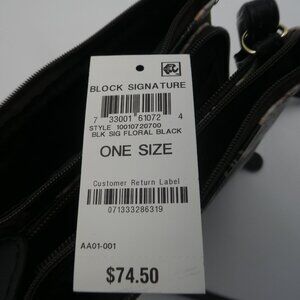 BLOCK SIGNATURE
7 33001 61072 4
STYLE 10010720700
BLK SIG FLORAL BLACK
ONE SIZE
Customer Return Label
071333286319
AA01-001
$74.50